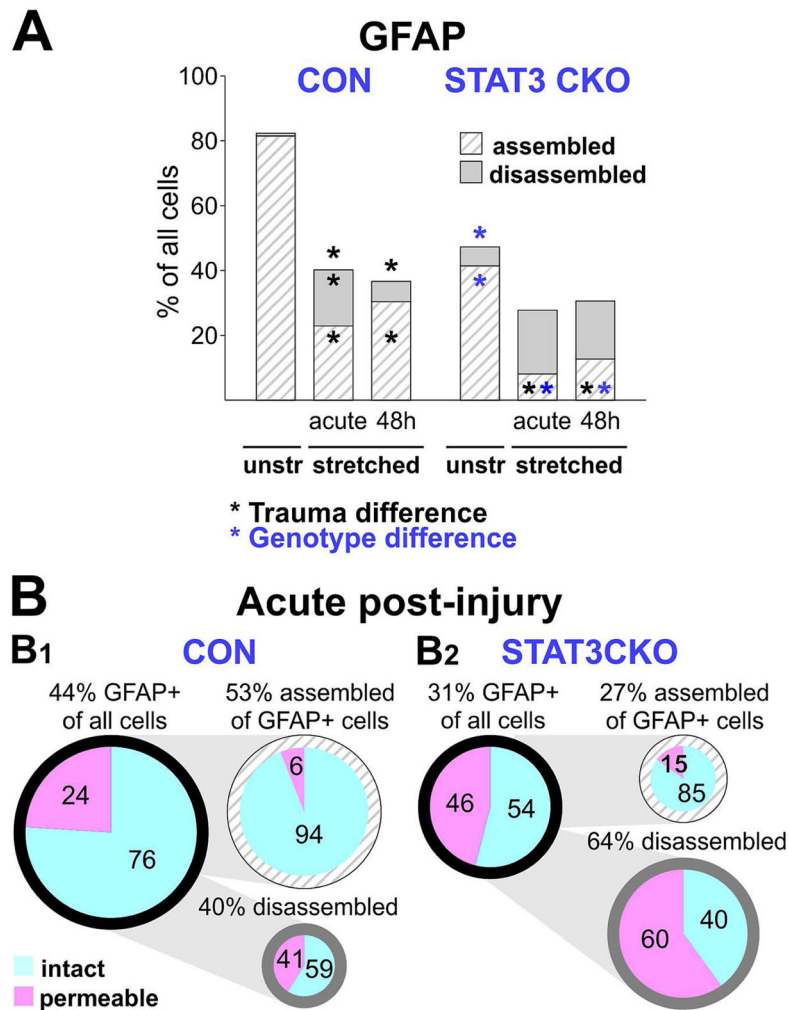 A
GFAP
CON STAT3 CKO
% of all cells
100
80
60
40
20
assembled
disassembled
* *
* *
* *
*
*
* *
* *
acute 48h acute 48h
unstr stretched unstr stretched
* Trauma difference
* Genotype difference
B Acute post-injury
B1 CON
44% GFAP+
of all cells
53% assembled
of GFAP+ cells
24
76
6
94
40% disassembled
41 59
B2 STAT3CKO
31% GFAP+
of all cells
27% assembled
of GFAP+ cells
46 54
15
85
64% disassembled
60 40
intact
permeable